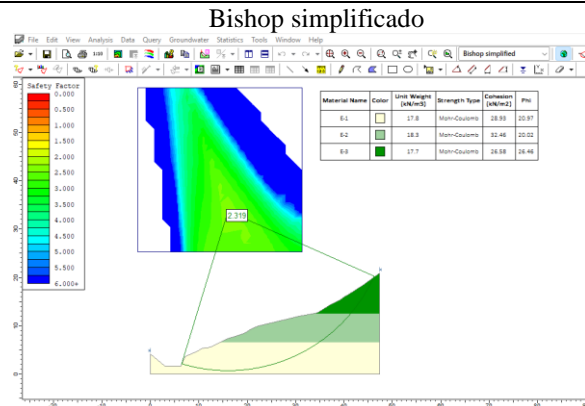 Bishop simplificado
File Edit View Analysis Data Query Groundwater Statistics Tools Window Help
Bishop simplified
Safety Factor
0.000
0.500
1.000
1.500
2.000
2.500
3.000
3.500
4.000
4.500
5.000
5.500
6.000+
Material Name Color Unit Weight (kN/m3) Strength Type Cohesion (kN/m2) Phi
E-1 17.8 Mohr-Coulomb 28.93 20.97
E-2 18.3 Mohr-Coulomb 32.46 20.02
E-3 17.7 Mohr-Coulomb 26.58 26.46
2.319